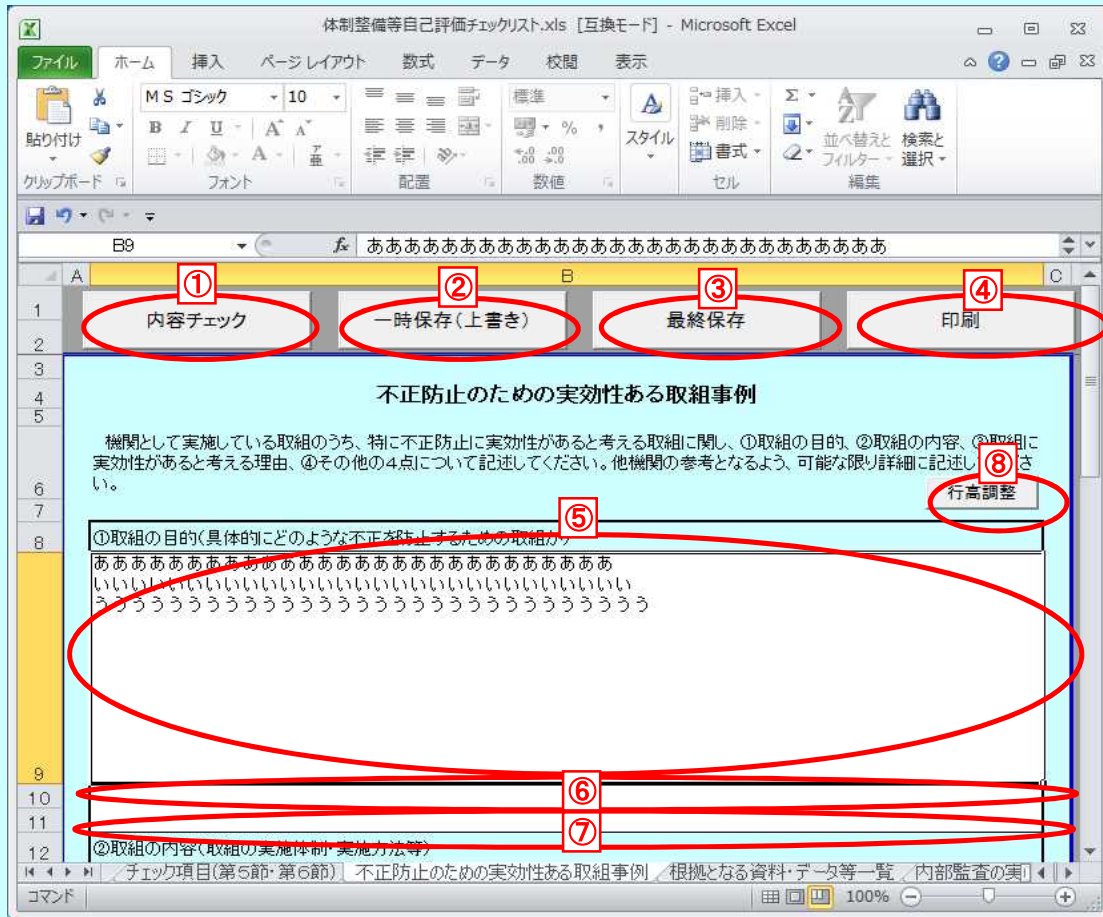 体制整備等自己評価チェックリスト.xls [互換モード] - Microsoft Excel
ファイル ホーム 挿入 ページ レイアウト 数式 データ 校閲 表示
MS ゴシック 10 標準 挿入 Σ
貼り付け B I U A A % , スタイル 削除 並べ替えと 検索と
A 亜 .0 .00 .00 .0 書式 フィルター 選択
クリップボード フォント 配置 数値 セル 編集
B9 fx ああああああああああああああああああああああああああああ
A B C
① ② ③ ④
1 内容チェック 一時保存(上書き) 最終保存 印刷
2
3
4 不正防止のための実効性ある取組事例
5
機関として実施している取組のうち、特に不正防止に実効性があると考える取組に関し、①取組の目的、②取組の内容、③取組に
実効性があると考える理由、④その他の4点について記述してください。他機関の参考となるよう、可能な限り詳細に記述し さ
6 い。
⑧
行高調整
7
⑤
8 ①取組の目的(具体的にどのような不正を防止するための取組か
ああああああああああああああああああああああああああああ
いいいいいいいいいいいいいいいいいいいいいいいいいいいいい
うううううううううううううううううううううううううううううう
9
10 ⑥
11
⑦
12 ②取組の内容(取組の実施体制・実施方法等)
チェック項目(第5節・第6節) 不正防止のための実効性ある取組事例 根拠となる資料・データ等一覧 内部監査の実
コマンド 100%